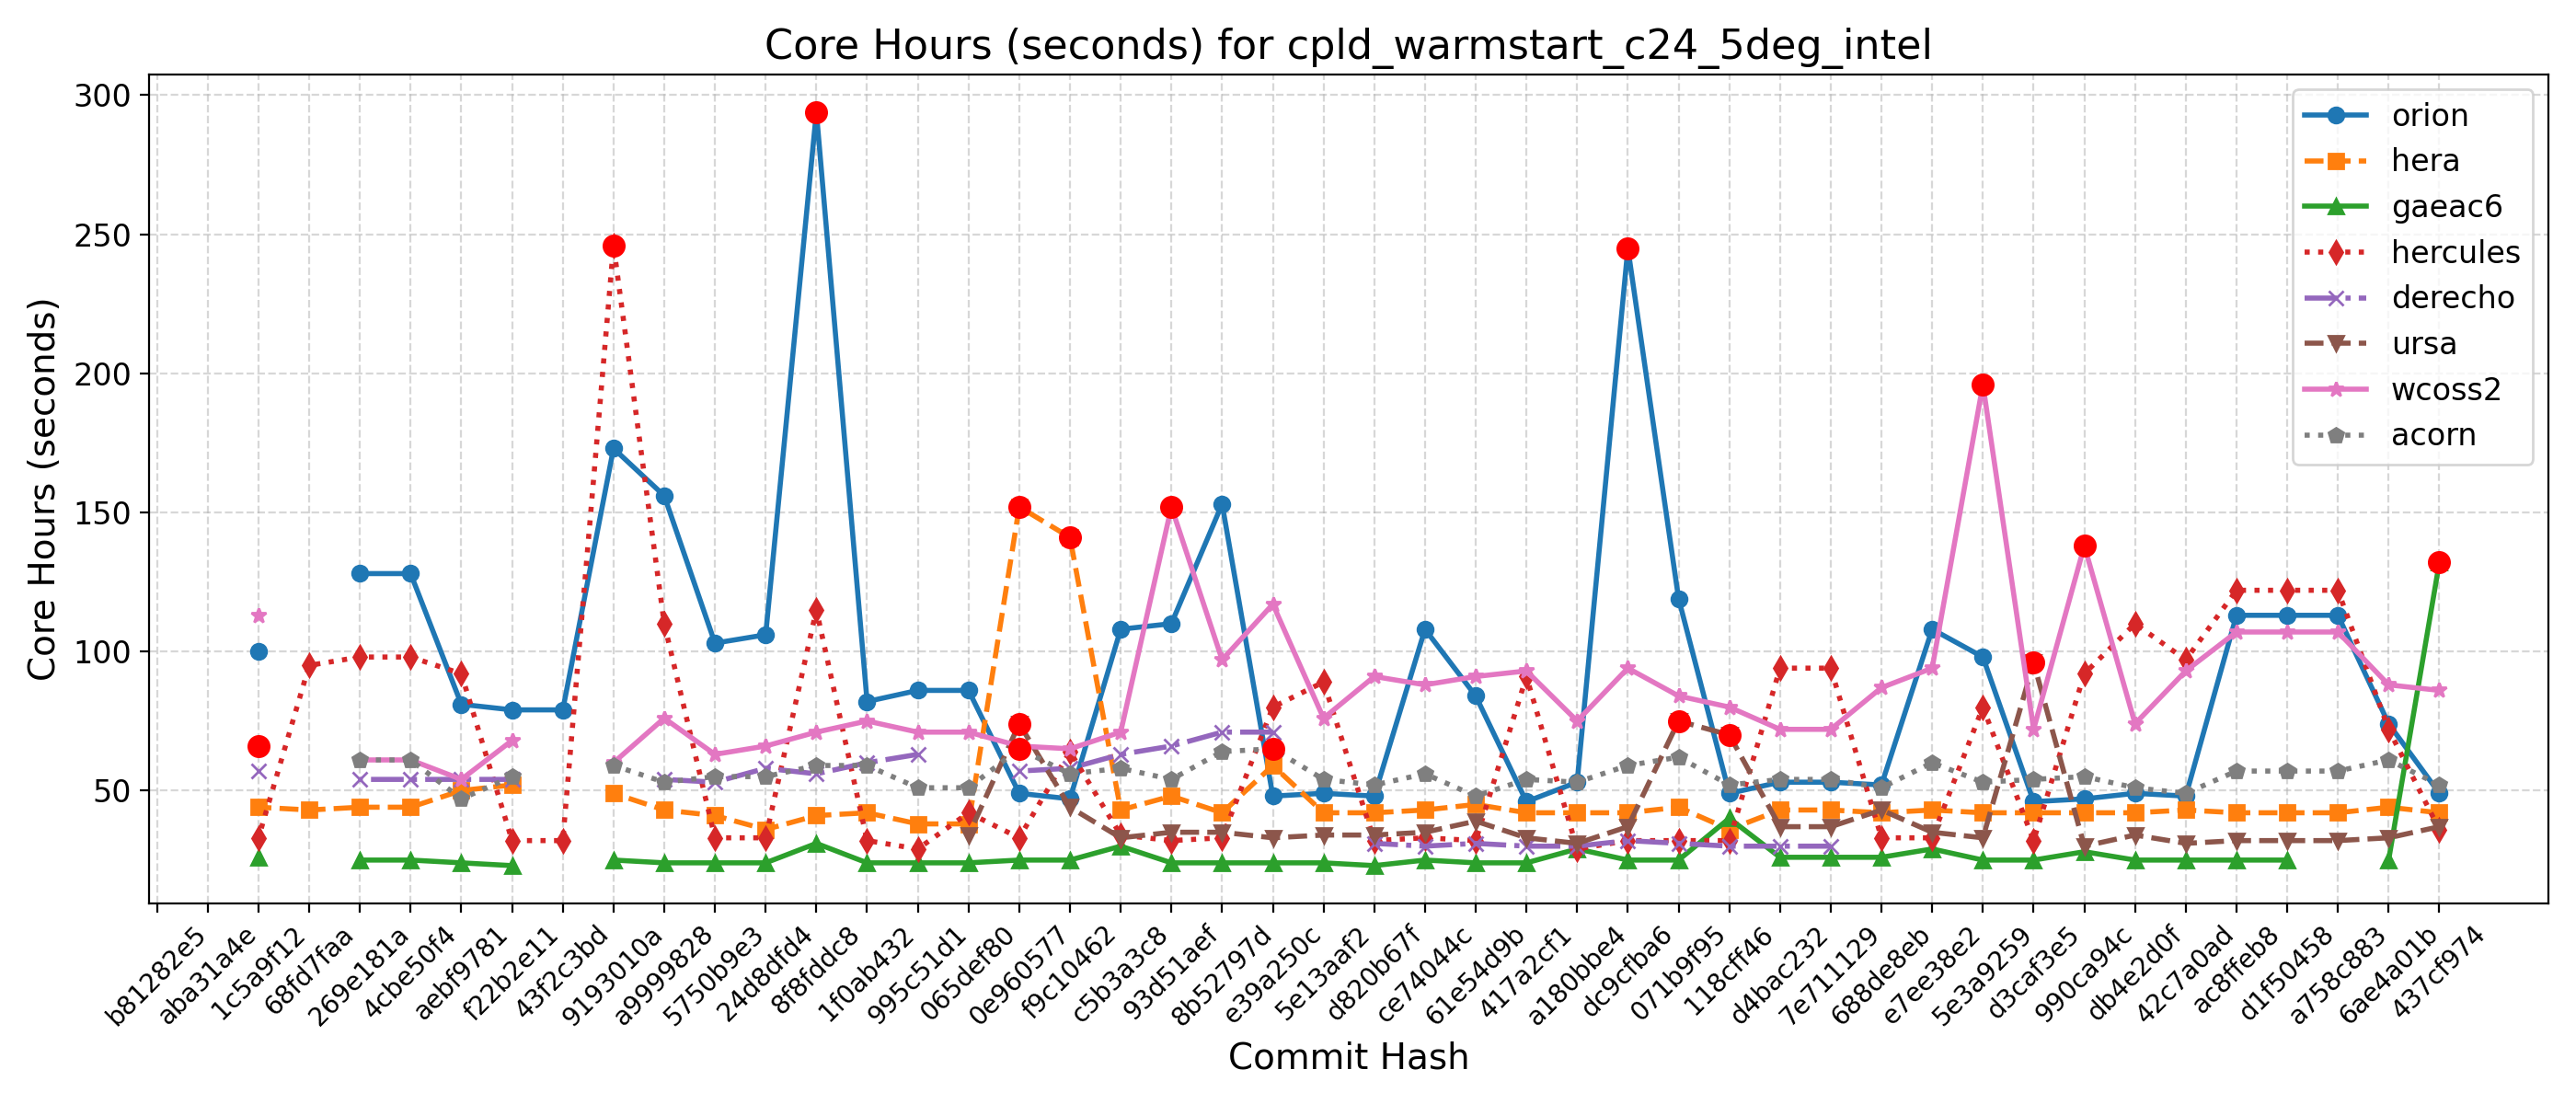 Core Hours (seconds) for cpld_warmstart_c24_5deg_intel
Core Hours (seconds)
300
250
200
150
100
50
orion
hera
gaeac6
hercules
derecho
ursa
wcoss2
acorn
b81282e5
aba31a4e
1c5a9f12
68fd7faa
269e181a
4cbe50f4
aebf9781
f22b2e11
43f2c3bd
9193010a
a9999828
5750b9e3
24d8dfd4
8f8fddc8
1f0ab432
995c51d1
065def80
0e960577
f9c10462
c5b3a3c8
93d51aef
8b52797d
e39a250c
5e13aaf2
d820b67f
ce74044c
61e54d9b
417a2cf1
a180bbe4
dc9cfba6
071b9f95
118cff46
d4bac232
7e711129
688de8eb
e7ee38e2
5e3a9259
d3caf3e5
990ca94c
db4e2d0f
42c7a0ad
ac8ffeb8
d1f50458
a758c883
6ae4a01b
437cf974
Commit Hash